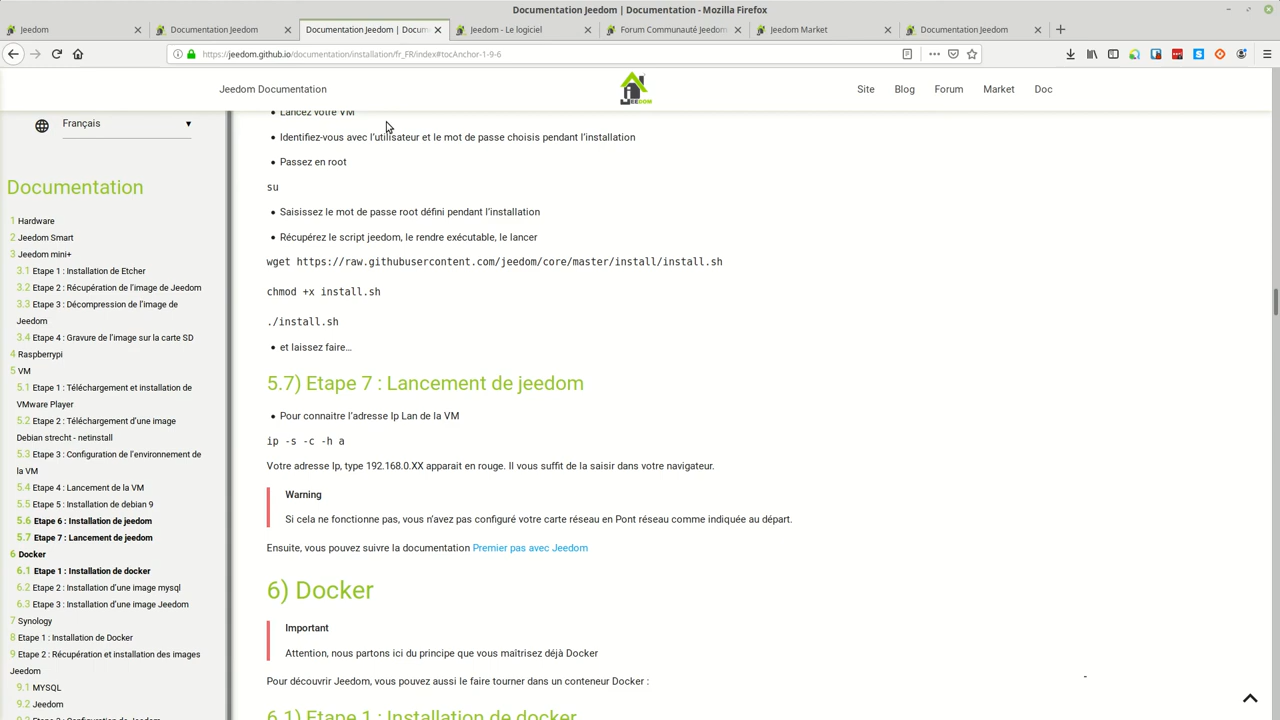 Documentation Jeedom | Documentation - Mozilla Firefox
Jeedom
Documentation Jeedom
Documentation Jeedom | Docum
Jeedom - Le logiciel
Forum Communauté Jeedom
Jeedom Market
Documentation Jeedom
https://jeedom.github.io/documentation/installation/fr_FR/index#tocAnchor-1-9-6
Jeedom Documentation
JEEDOM
Site
Blog
Forum
Market
Doc
Français
Documentation
1 Hardware
2 Jeedom Smart
3 Jeedom mini+
3.1 Etape 1 : Installation de Etcher
3.2 Etape 2 : Récupération de l'image de Jeedom
3.3 Etape 3 : Décompression de l'image de
Jeedom
3.4 Etape 4 : Gravure de l'image sur la carte SD
4 Raspberrypi
5 VM
5.1 Etape 1 : Téléchargement et installation de
VMware Player
5.2 Etape 2 : Téléchargement d'une image
Debian strecht - netinstall
5.3 Etape 3 : Configuration de l'environnement de
la VM
5.4 Etape 4 : Lancement de la VM
5.5 Etape 5 : Installation de debian 9
5.6 Etape 6 : Installation de jeedom
5.7 Etape 7 : Lancement de jeedom
6 Docker
6.1 Etape 1 : Installation de docker
6.2 Etape 2 : Installation d'une image mysql
6.3 Etape 3 : Installation d'une image Jeedom
7 Synology
8 Etape 1 : Installation de Docker
9 Etape 2 : Récupération et installation des images
Jeedom
9.1 MYSQL
9.2 Jeedom
• Lancez votre VM
• Identifiez-vous avec l'utilisateur et le mot de passe choisis pendant l'installation
• Passez en root
su
• Saisissez le mot de passe root défini pendant l'installation
• Récupérez le script jeedom, le rendre exécutable, le lancer
wget https://raw.githubusercontent.com/jeedom/core/master/install/install.sh
chmod +x install.sh
./install.sh
• et laissez faire…
5.7) Etape 7 : Lancement de jeedom
• Pour connaitre l'adresse Ip Lan de la VM
ip -s -c -h a
Votre adresse Ip, type 192.168.0.XX apparait en rouge. Il vous suffit de la saisir dans votre navigateur.
Warning
Si cela ne fonctionne pas, vous n'avez pas configuré votre carte réseau en Pont réseau comme indiquée au départ.
Ensuite, vous pouvez suivre la documentation Premier pas avec Jeedom
6) Docker
Important
Attention, nous partons ici du principe que vous maîtrisez déjà Docker
Pour découvrir Jeedom, vous pouvez aussi le faire tourner dans un conteneur Docker :
6.1) Etape 1 : Installation de docker